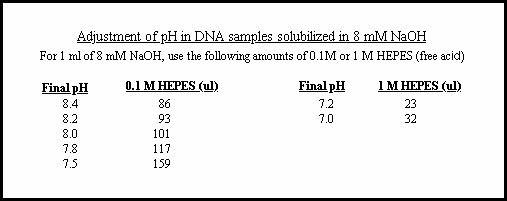 Adjustment of pH in DNA samples solubilized in 8 mM NaOH
For 1 ml of 8 mM NaOH, use the following amounts of 0.1M or 1 M HEPES (free acid)
Final pH 0.1 M HEPES (ul) Final pH 1 M HEPES (ul)
8.4 86 7.2 23
8.2 93 7.0 32
8.0 101
7.8 117
7.5 159